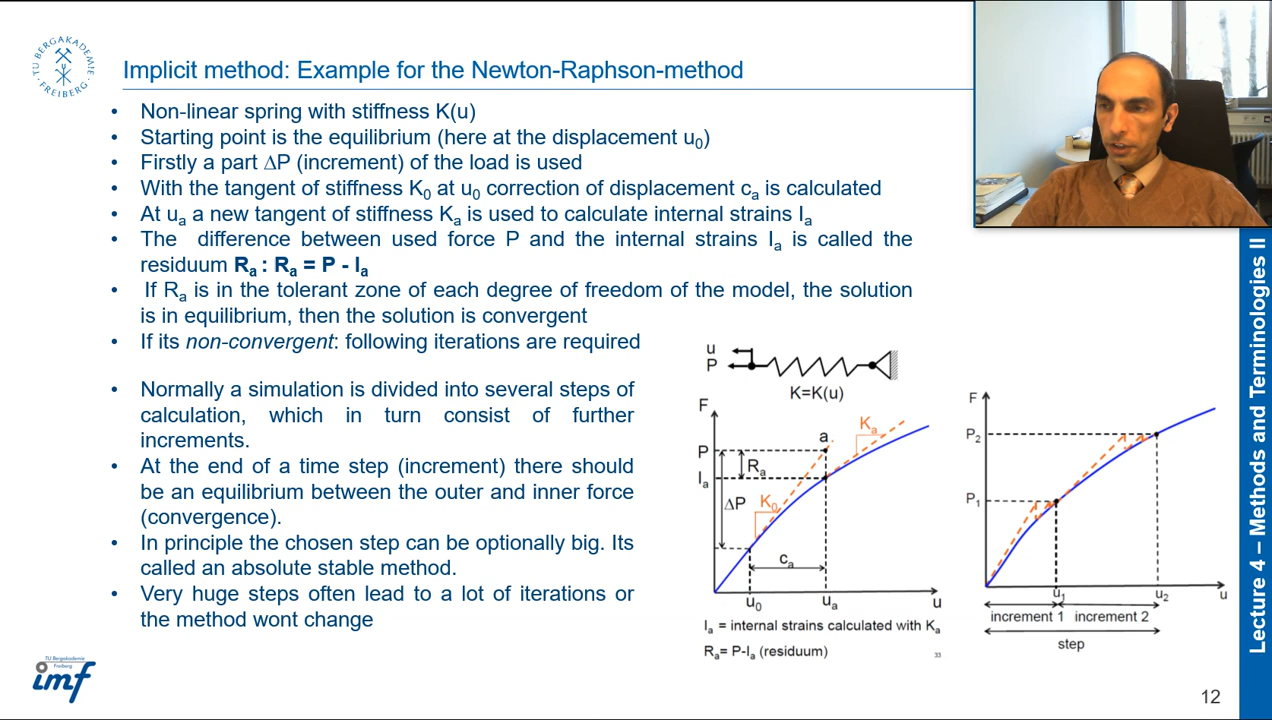 TU BERGAKADEMIE
FREIBERG
Implicit method: Example for the Newton-Raphson-method
• Non-linear spring with stiffness K(u)
• Starting point is the equilibrium (here at the displacement u0)
• Firstly a part ΔP (increment) of the load is used
• With the tangent of stiffness K0 at u0 correction of displacement ca is calculated
• At ua a new tangent of stiffness Ka is used to calculate internal strains Ia
• The difference between used force P and the internal strains Ia is called the
residuum Ra : Ra = P - Ia
• If Ra is in the tolerant zone of each degree of freedom of the model, the solution
is in equilibrium, then the solution is convergent
• If its non-convergent: following iterations are required
• Normally a simulation is divided into several steps of
calculation, which in turn consist of further
increments.
• At the end of a time step (increment) there should
be an equilibrium between the outer and inner force
(convergence).
• In principle the chosen step can be optionally big. Its
called an absolute stable method.
• Very huge steps often lead to a lot of iterations or
the method wont change
u
P
K=K(u)
F
P
Ia
a
Ka
Ra
ΔP
K0
ca
u0
ua
u
Ia = internal strains calculated with Ka
Ra= P-Ia (residuum)
33
F
P2
P1
u1
u2
u
increment 1
increment 2
step
Lecture 4 – Methods and Terminologies II
TU Bergakademie
Freiberg
imf
12